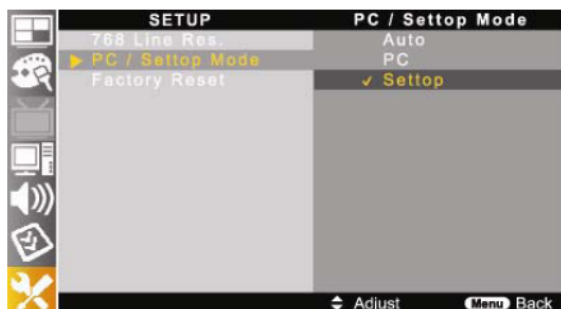 SETUP
PC / Settop Mode
768 Line Res.
Auto
PC / Settop Mode
PC
Factory Reset
Settop
Adjust
Menu Back